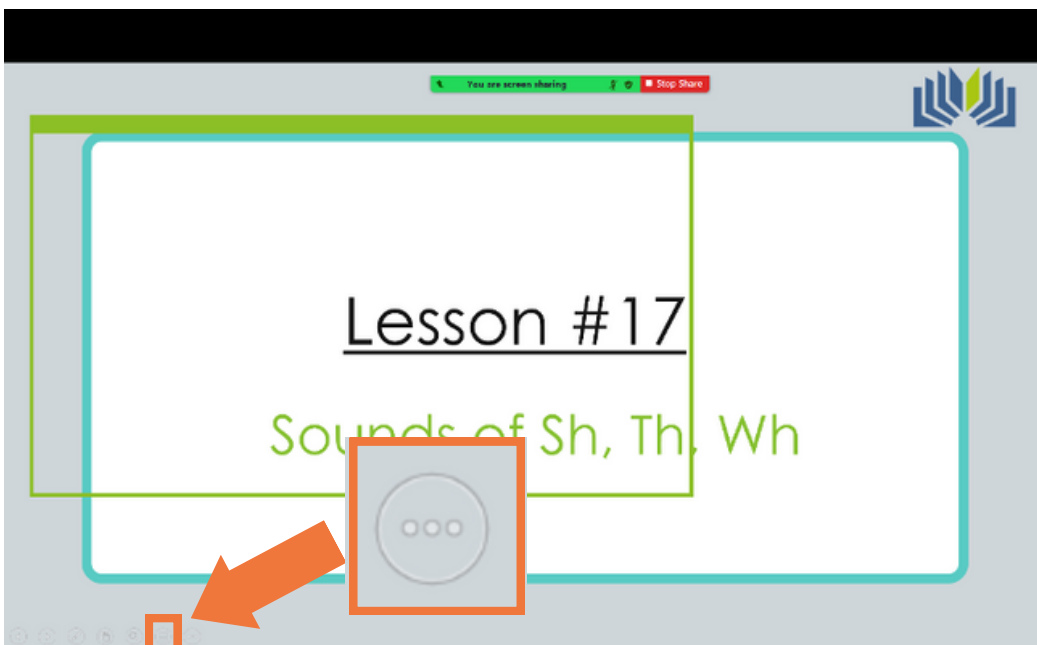 You are screen sharing
Stop Share
Lesson #17
Sounds of Sh, Th, Wh